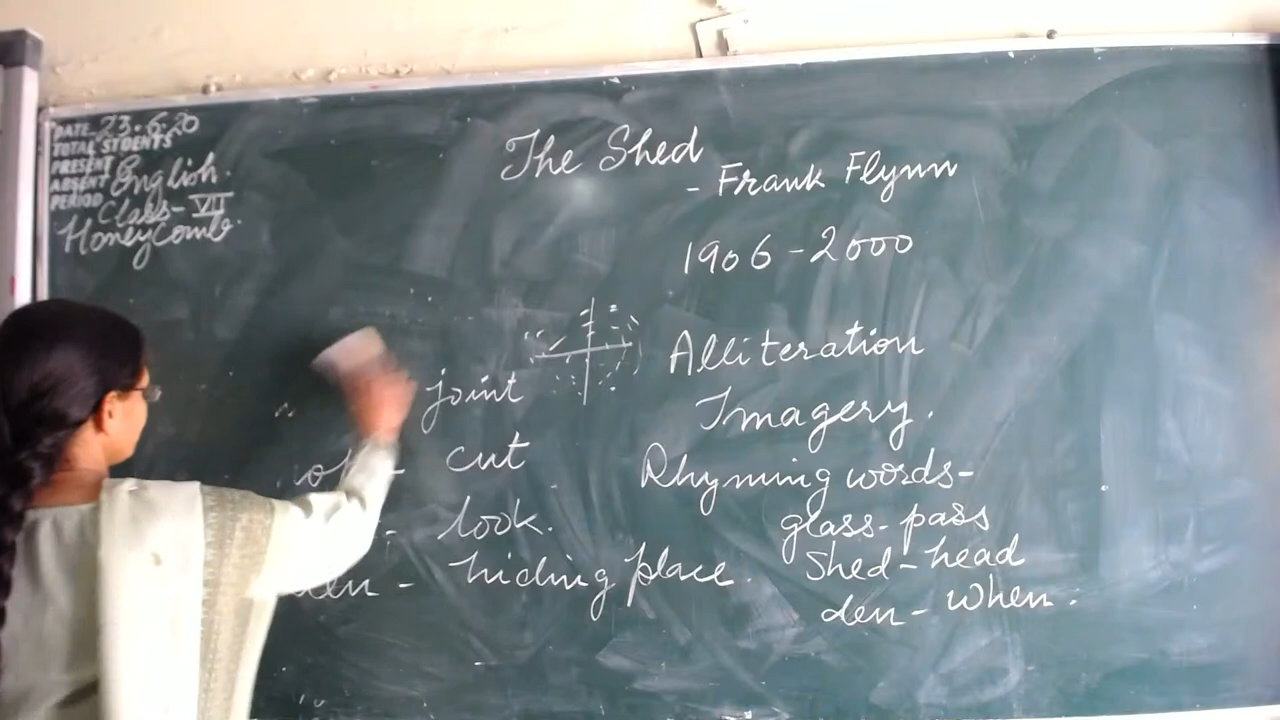 DATE 23.6.20
TOTAL STUDENTS
PRESENT
ABSENT English.
PERIOD Class-VII
Honeycomb.
The Shed
- Frank Flynn
1906-2000
Alliteration
joint
Imagery.
cut
Rhyming words-
- look.
glass-pass
den - hiding place.
Shed-head
den-when.